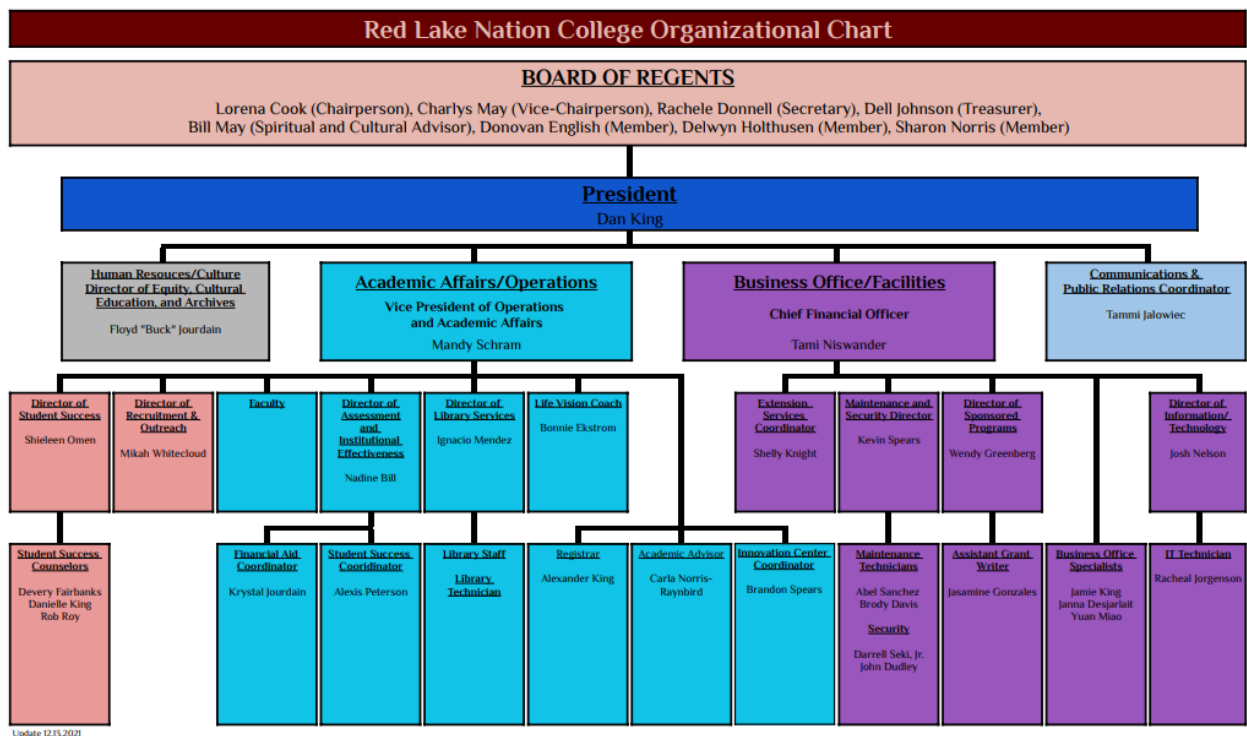 Red Lake Nation College Organizational Chart
BOARD OF REGENTS
Lorena Cook (Chairperson), Charlys May (Vice-Chairperson), Rachele Donnell (Secretary), Dell Johnson (Treasurer),
Bill May (Spiritual and Cultural Advisor), Donovan English (Member), Delwyn Holthusen (Member), Sharon Norris (Member)
President
Dan King
Human Resouces/Culture
Director of Equity, Cultural
Education, and Archives
Floyd "Buck" Jourdain
Academic Affairs/Operations
Vice President of Operations
and Academic Affairs
Mandy Schram
Business Office/Facilities
Chief Financial Officer
Tami Niswander
Communications &
Public Relations Coordinator
Tammi Jalowiec
Director of
Student Success
Shieleen Omen
Director of
Recruitment &
Outreach
Mikah Whitecloud
Faculty
Director of
Assessment
and
Institutional
Effectiveness
Nadine Bill
Director of
Library Services
Ignacio Mendez
Life Vision Coach
Bonnie Ekstrom
Extension
Services
Coordinator
Shelly Knight
Maintenance and
Security Director
Kevin Spears
Director of
Sponsored
Programs
Wendy Greenberg
Director of
Information/
Technology
Josh Nelson
Student Success
Counselors
Devery Fairbanks
Danielle King
Rob Roy
Financial Aid
Coordinator
Krystal Jourdain
Student Success
Cooridinator
Alexis Peterson
Library Staff
Library
Technician
Registrar
Alexander King
Academic Advisor
Carla Norris-
Raynbird
Innovation Center
Coordinator
Brandon Spears
Maintenance
Technicians
Abel Sanchez
Brody Davis
Security
Darrell Seki, Jr.
John Dudley
Assistant Grant
Writer
Jasamine Gonzales
Business Office
Specialists
Jamie King
Janna Desjarlait
Yuan Miao
IT Technician
Racheal Jorgenson
Update 12.13.2021